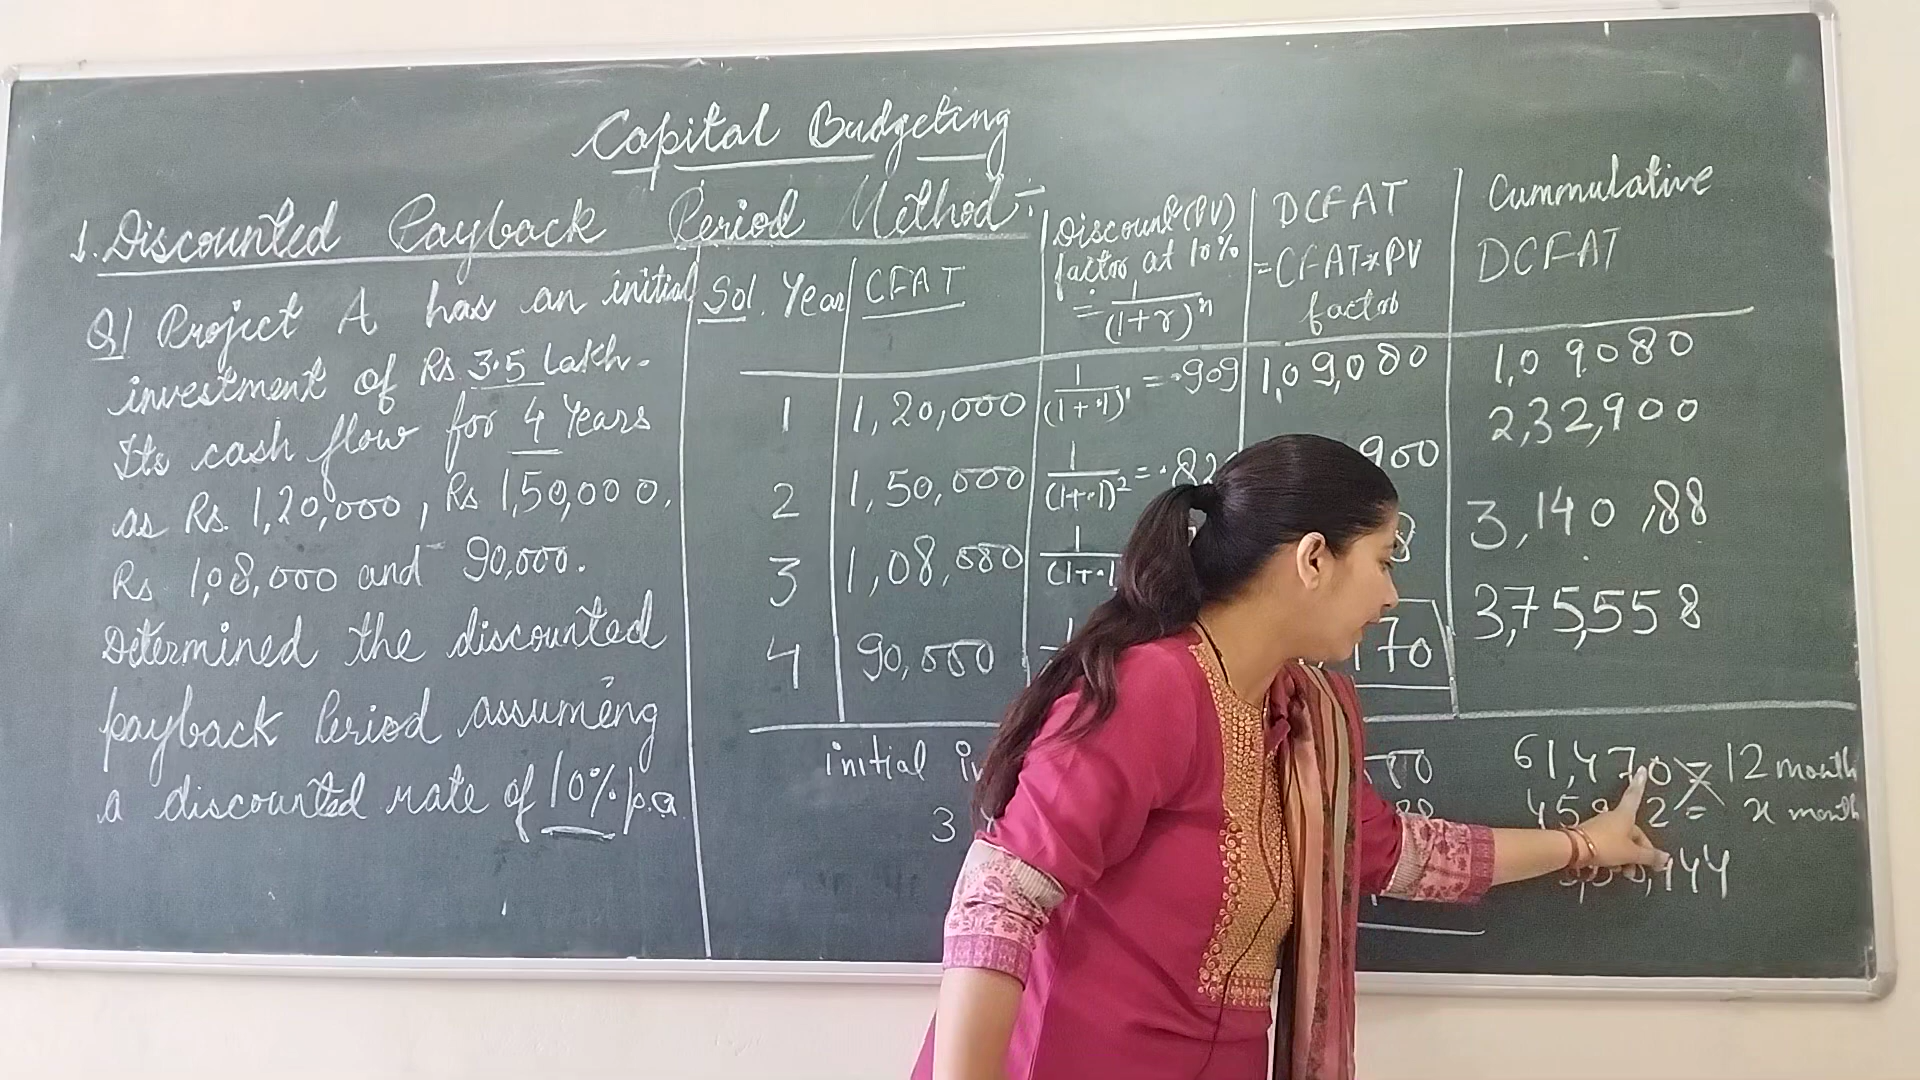 Capital Budgeting
1. Discounted Payback Period Method :-
Q1 Project A has an initial
investment of Rs 3.5 Lakh.
Its cash flow for 4 Years
as Rs. 1,20,000, Rs 1,50,000,
Rs 1,08,000 and 90,000.
Determined the discounted
payback Period assuming
a discounted rate of 10% p.a
Sol. Year CFAT Discount (PV) factor at 10% = 1/(1+r)^n DCFAT =CFAT*PV factor Cummulative DCFAT
1 1,20,000 1/(1+.1)^1 = .909 1,09,080 1,09,080
2 1,50,000 1/(1+.1)^2 = .82 900 2,32,900
3 1,08,000 1/(1+.1 8 3,140,88
4 90,000 170 3,75,558
initial
3
61,470 = 12 month
2 = x month